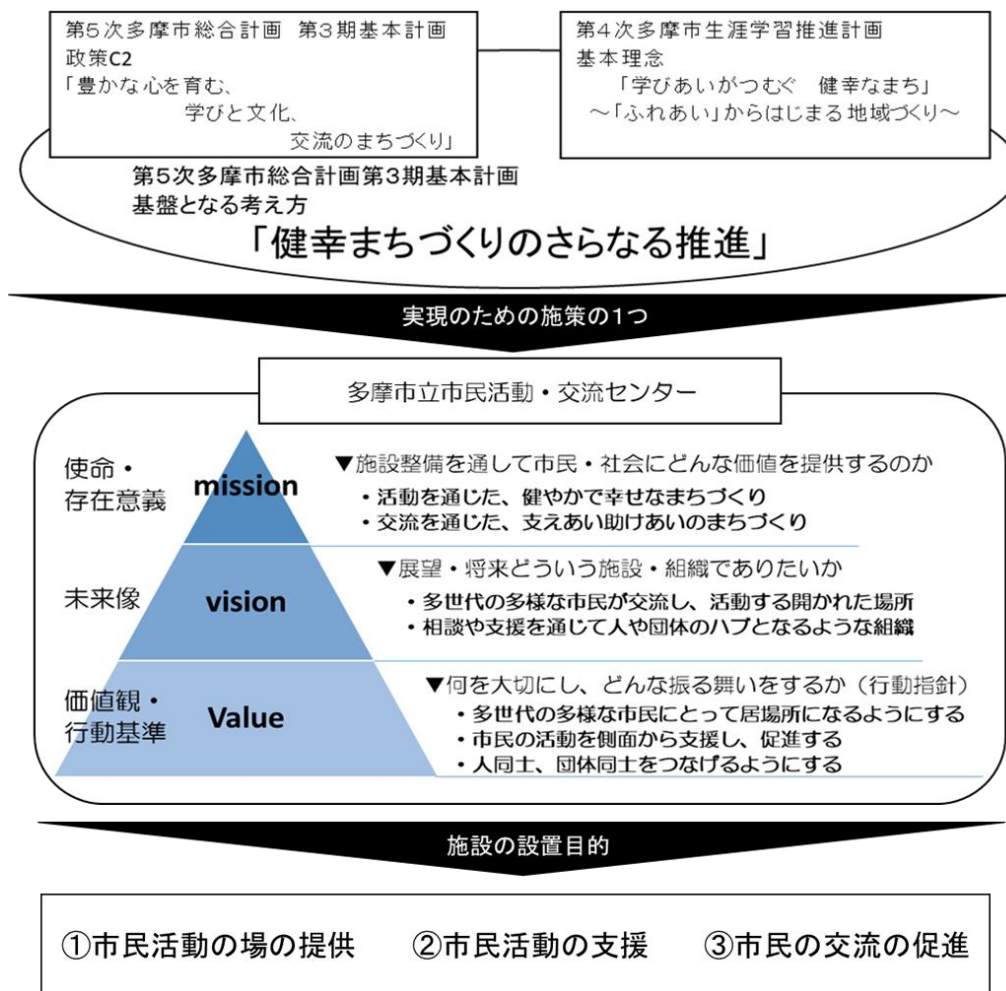 第5次多摩市総合計画 第3期基本計画
政策C2
「豊かな心を育む、
学びと文化、
交流のまちづくり」
第4次多摩市生涯学習推進計画
基本理念
「学びあいがつむぐ 健幸なまち」
～「ふれあい」からはじまる地域づくり～
第5次多摩市総合計画第3期基本計画
基盤となる考え方
「健幸まちづくりのさらなる推進」
実現のための施策の1つ
多摩市立市民活動・交流センター
使命・
存在意義
mission
▼施設整備を通して市民・社会にどんな価値を提供するのか
・活動を通じた、健やかで幸せなまちづくり
・交流を通じた、支えあい助けあいのまちづくり
未来像
vision
▼展望・将来どういう施設・組織でありたいか
・多世代の多様な市民が交流し、活動する開かれた場所
・相談や支援を通じて人や団体のハブとなるような組織
価値観・
行動基準
Value
▼何を大切にし、どんな振る舞いをするか（行動指針）
・多世代の多様な市民にとって居場所になるようにする
・市民の活動を側面から支援し、促進する
・人同士、団体同士をつなげるようにする
施設の設置目的
①市民活動の場の提供 ②市民活動の支援 ③市民の交流の促進